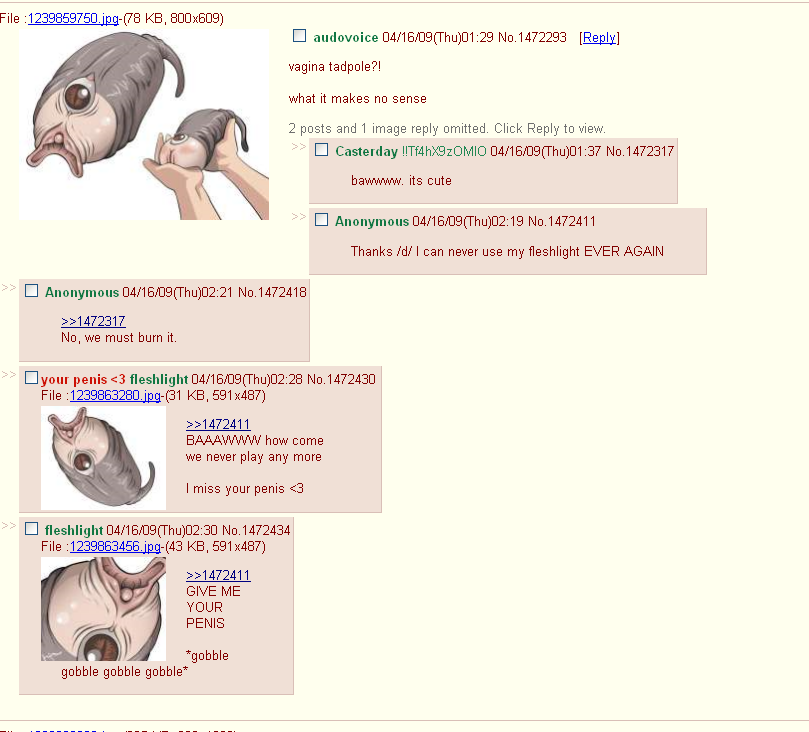 File :1239859750.jpg-(78 KB, 800x609)
audovoice 04/16/09(Thu)01:29 No.1472293 [Reply]
vagina tadpole?!
what it makes no sense
2 posts and 1 image reply omitted. Click Reply to view.
>> Casterday !!Tf4hX9zOMlO 04/16/09(Thu)01:37 No.1472317
bawwww. its cute
>> Anonymous 04/16/09(Thu)02:19 No.1472411
Thanks /d/ I can never use my fleshlight EVER AGAIN
>> Anonymous 04/16/09(Thu)02:21 No.1472418
>>1472317
No, we must burn it.
>> your penis <3 fleshlight 04/16/09(Thu)02:28 No.1472430
File :1239863280.jpg-(31 KB, 591x487)
>>1472411
BAAAWWW how come
we never play any more
I miss your penis <3
>> fleshlight 04/16/09(Thu)02:30 No.1472434
File :1239863456.jpg-(43 KB, 591x487)
>>1472411
GIVE ME
YOUR
PENIS
*gobble
gobble gobble gobble*